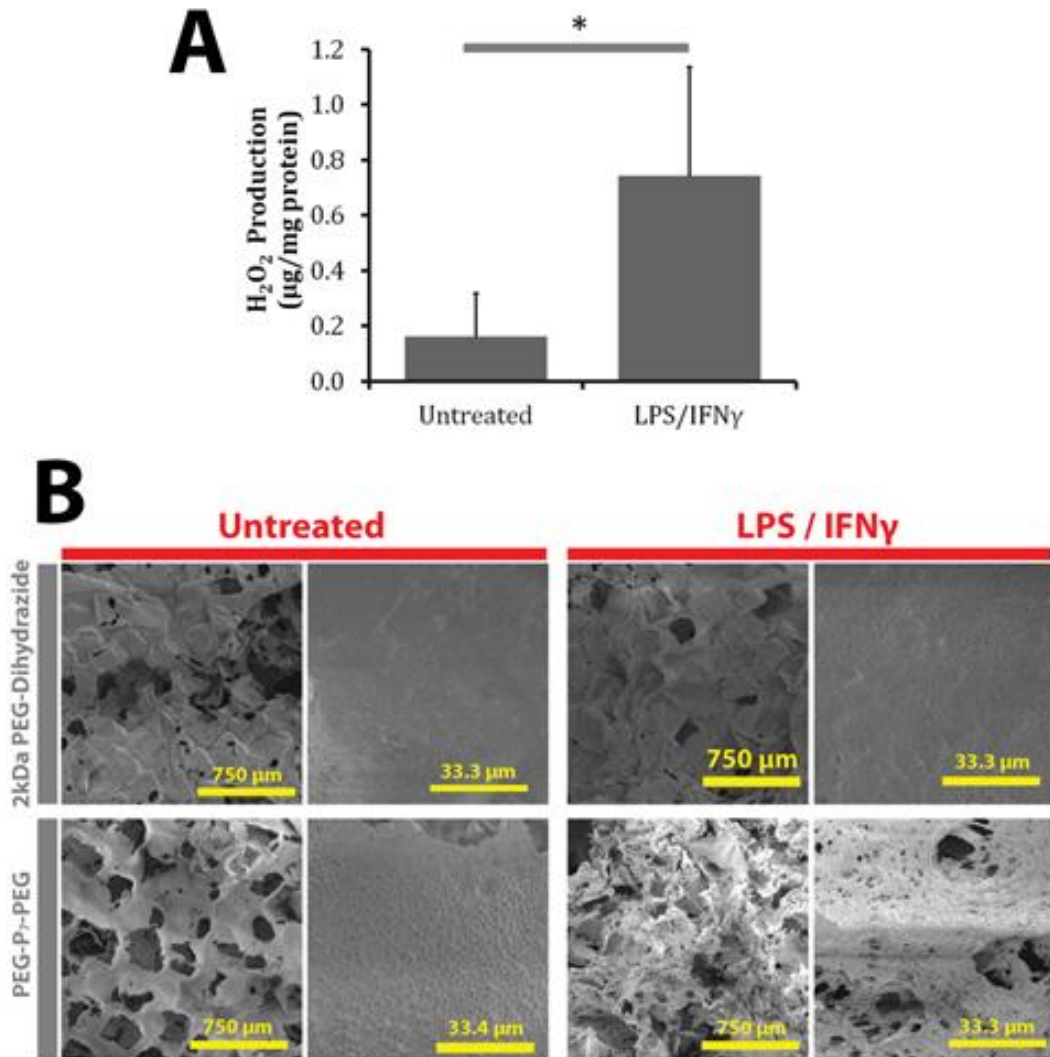 A
*
H₂O₂ Production
(μg/mg protein)
1.2
1.0
0.8
0.6
0.4
0.2
0.0
Untreated
LPS/IFNγ
B
Untreated
LPS / IFNγ
2kDa PEG-Dihydrazide
750 μm
33.3 μm
750 μm
33.3 μm
PEG-P₇-PEG
750 μm
33.4 μm
750 μm
33.3 μm